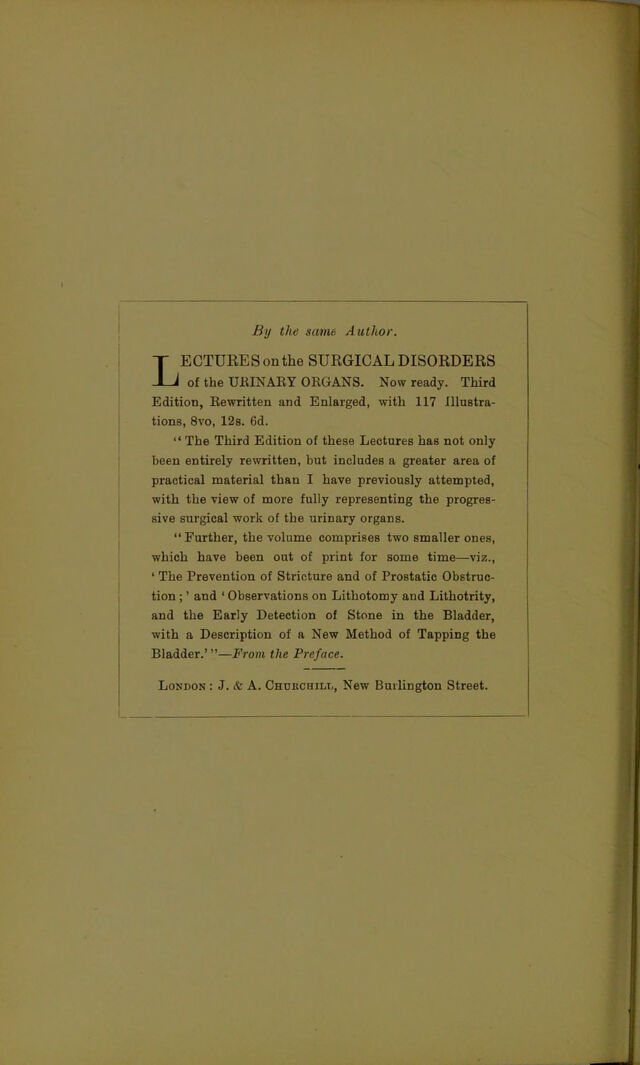 By the same Author.
LECTURES on the SURGICAL DISORDERS
of the URINARY ORGANS. Now ready. Third
Edition, Rewritten and Enlarged, with 117 Illustra-
tions, 8vo, 12s. 6d.
“ The Third Edition of these Lectures has not only
been entirely rewritten, but includes a greater area of
practical material than I have previously attempted,
with the view of more fully representing the progres-
sive surgical work of the urinary organs.
“ Further, the volume comprises two smaller ones,
which have been out of print for some time—viz.,
‘ The Prevention of Stricture and of Prostatic Obstruc-
tion ; ’ and ‘ Observations on Lithotomy and Lithotrity,
and the Early Detection of Stone in the Bladder,
with a Description of a New Method of Tapping the
Bladder.’ ”—From the Preface.
LONDON : J. & A. CHURCHILL, New Burlington Street.